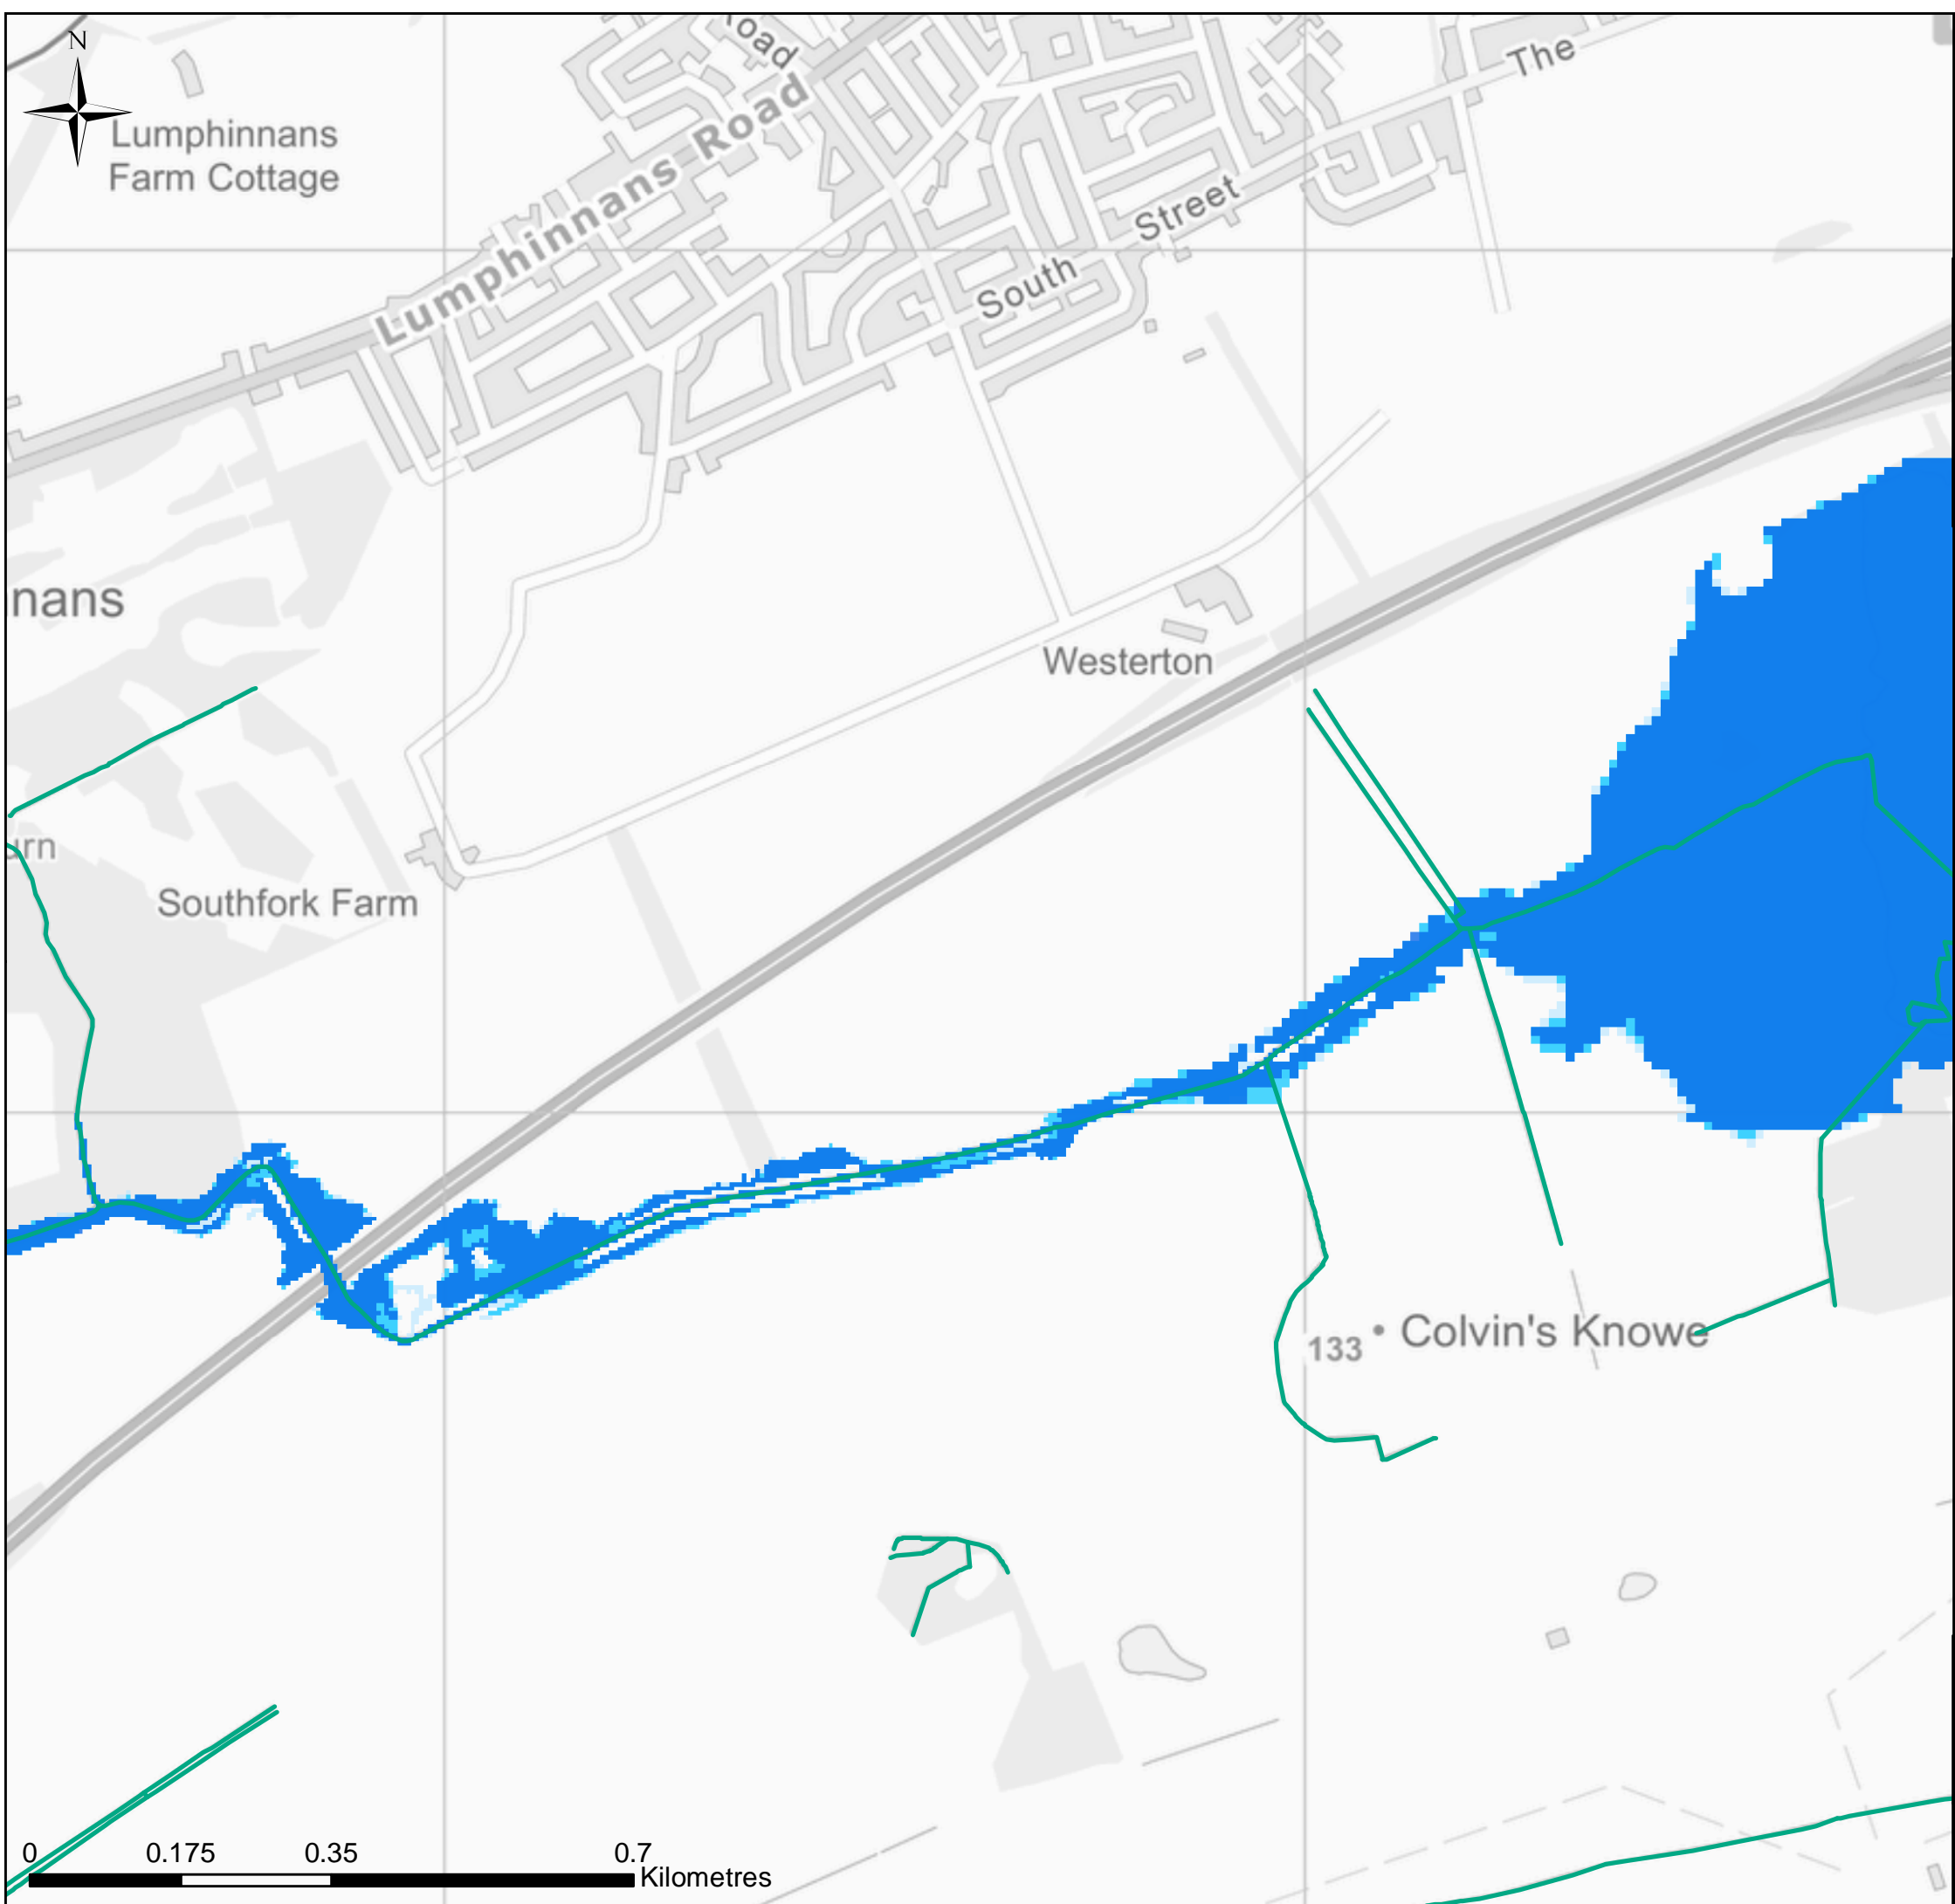 N
Road
The
Lumphinnans
Farm Cottage
Lumphinnans Road
South Street
nans
Westerton
urn
Southfork Farm
133 • Colvin's Knowe
0 0.175 0.35 0.7
Kilometres